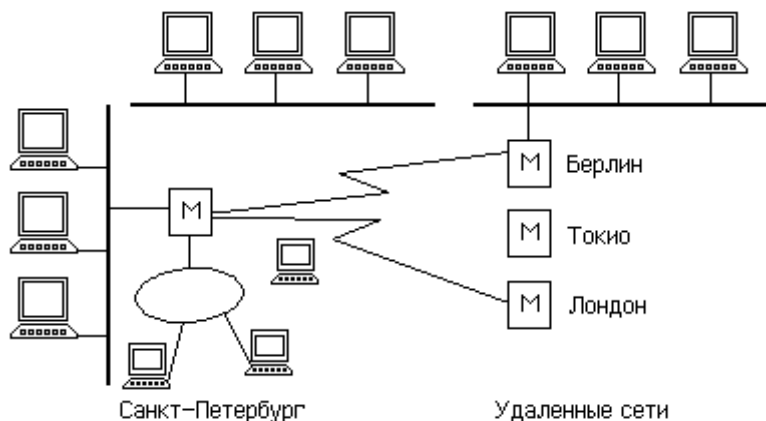 М Берлин
М
М Токио
М Лондон
Санкт-Петербург
Удаленные сети